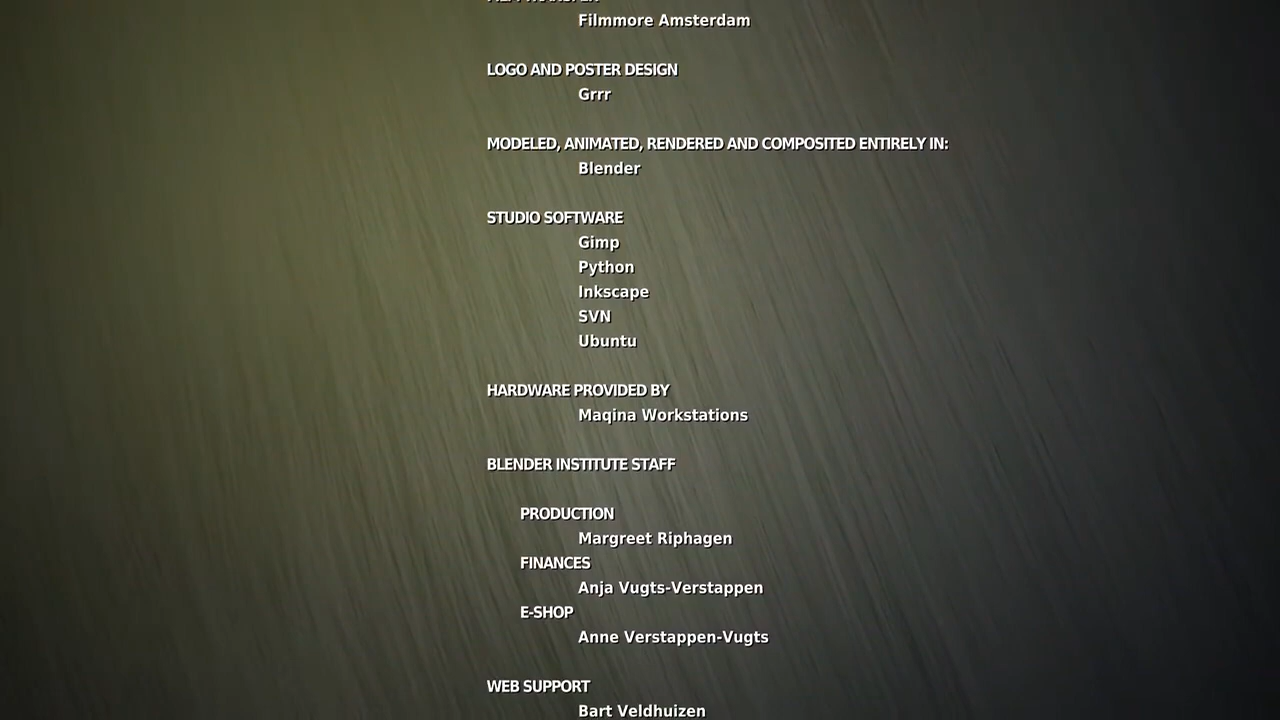 Filmmore Amsterdam
LOGO AND POSTER DESIGN
Grrr
MODELED, ANIMATED, RENDERED AND COMPOSITED ENTIRELY IN:
Blender
STUDIO SOFTWARE
Gimp
Python
Inkscape
SVN
Ubuntu
HARDWARE PROVIDED BY
Maqina Workstations
BLENDER INSTITUTE STAFF
PRODUCTION
Margreet Riphagen
FINANCES
Anja Vugts-Verstappen
E-SHOP
Anne Verstappen-Vugts
WEB SUPPORT
Bart Veldhuizen